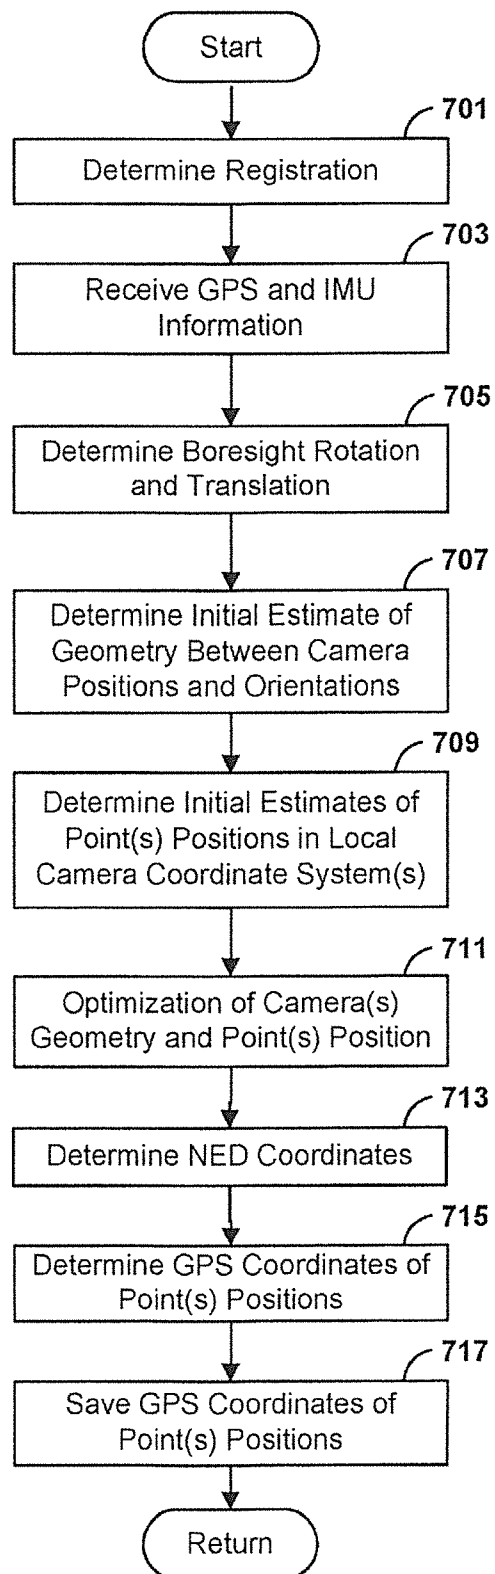 Start
701
Determine Registration
703
Receive GPS and IMU
Information
705
Determine Boresight Rotation
and Translation
707
Determine Initial Estimate of
Geometry Between Camera
Positions and Orientations
709
Determine Initial Estimates of
Point(s) Positions in Local
Camera Coordinate System(s)
711
Optimization of Camera(s)
Geometry and Point(s) Position
713
Determine NED Coordinates
715
Determine GPS Coordinates of
Point(s) Positions
717
Save GPS Coordinates of
Point(s) Positions
Return